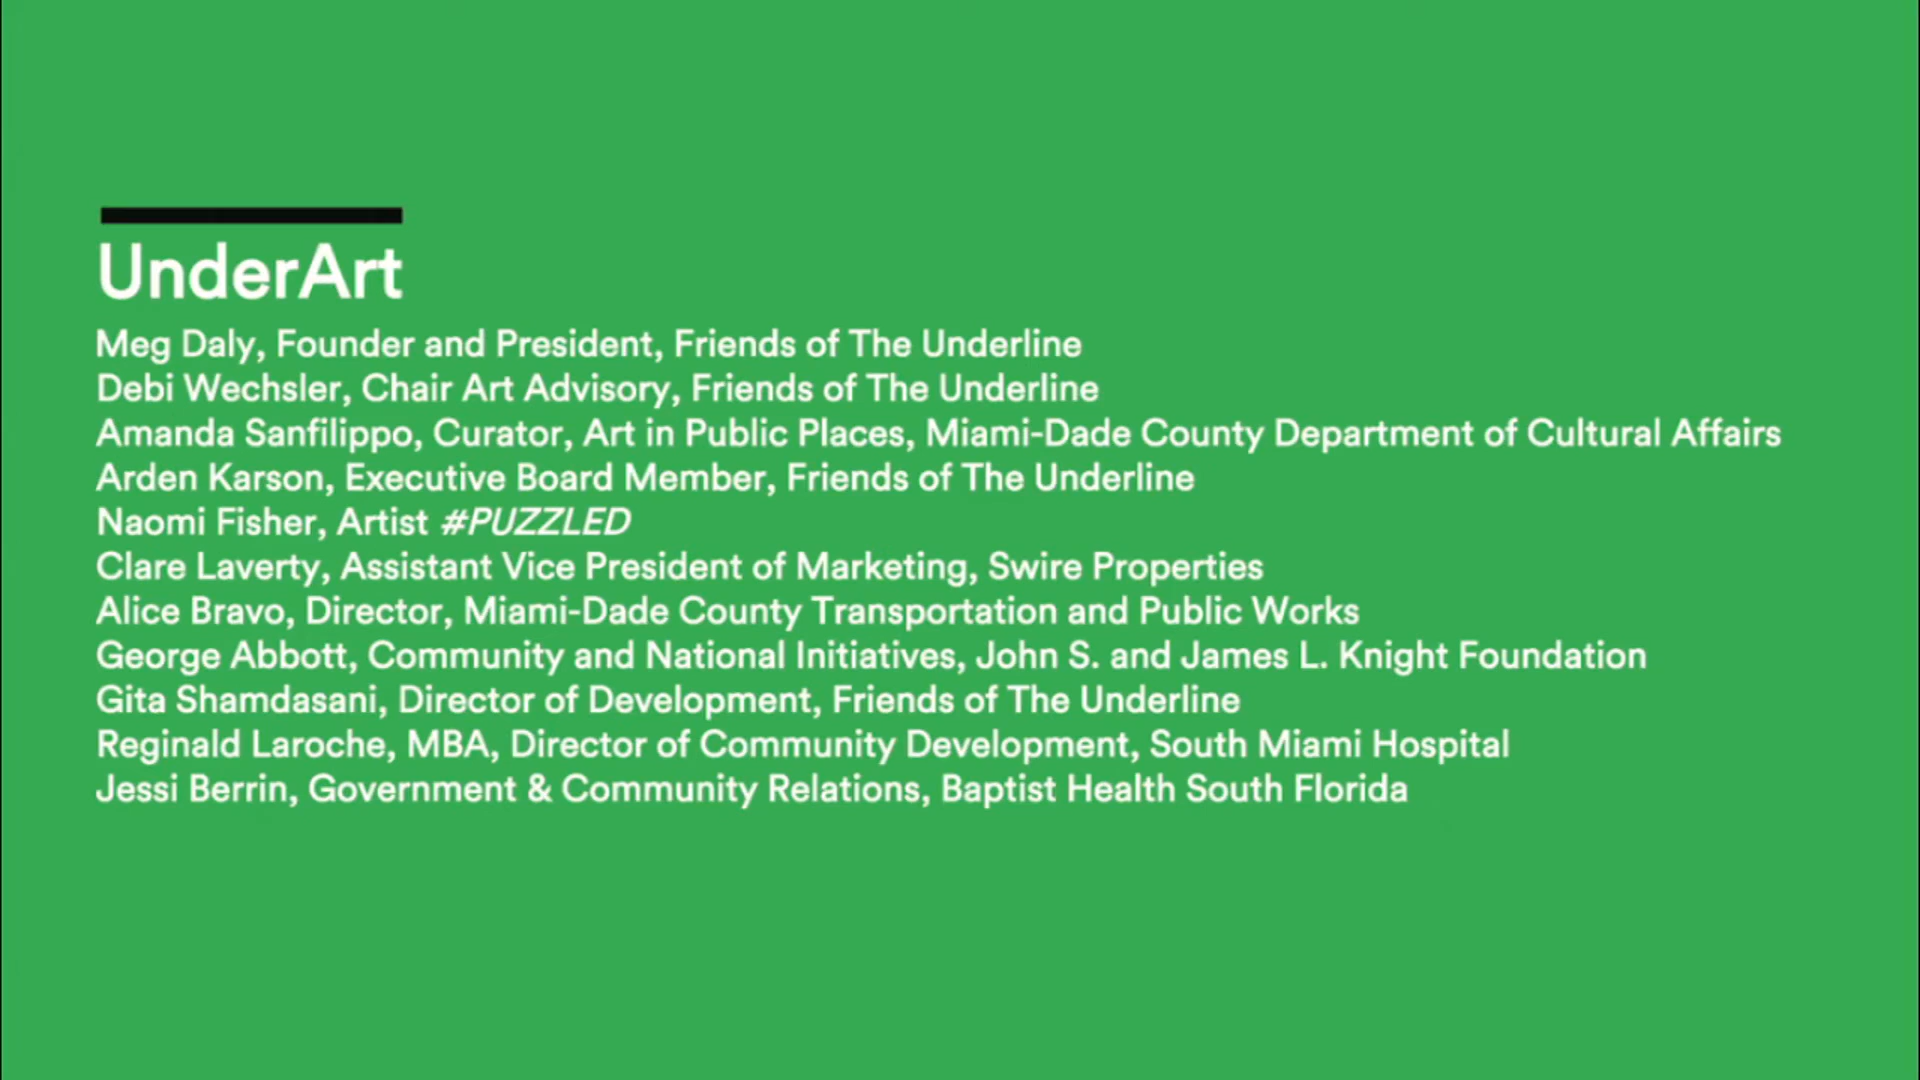 UnderArt
Meg Daly, Founder and President, Friends of The Underline
Debi Wechsler, Chair Art Advisory, Friends of The Underline
Amanda Sanfilippo, Curator, Art in Public Places, Miami-Dade County Department of Cultural Affairs
Arden Karson, Executive Board Member, Friends of The Underline
Naomi Fisher, Artist #PUZZLED
Clare Laverty, Assistant Vice President of Marketing, Swire Properties
Alice Bravo, Director, Miami-Dade County Transportation and Public Works
George Abbott, Community and National Initiatives, John S. and James L. Knight Foundation
Gita Shamdasani, Director of Development, Friends of The Underline
Reginald Laroche, MBA, Director of Community Development, South Miami Hospital
Jessi Berrin, Government & Community Relations, Baptist Health South Florida